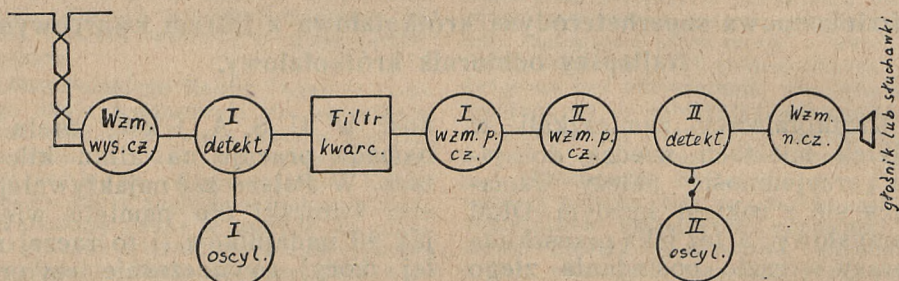 Wzm.
wys.cz.
I
detekt.
Filtr
kwarc.
I
wzm. p.
cz.
II
wzm. p.
cz.
II
detekt.
Wzm.
n.cz.
głośnik lub słuchawki
I
oscyl.
II
oscyl.